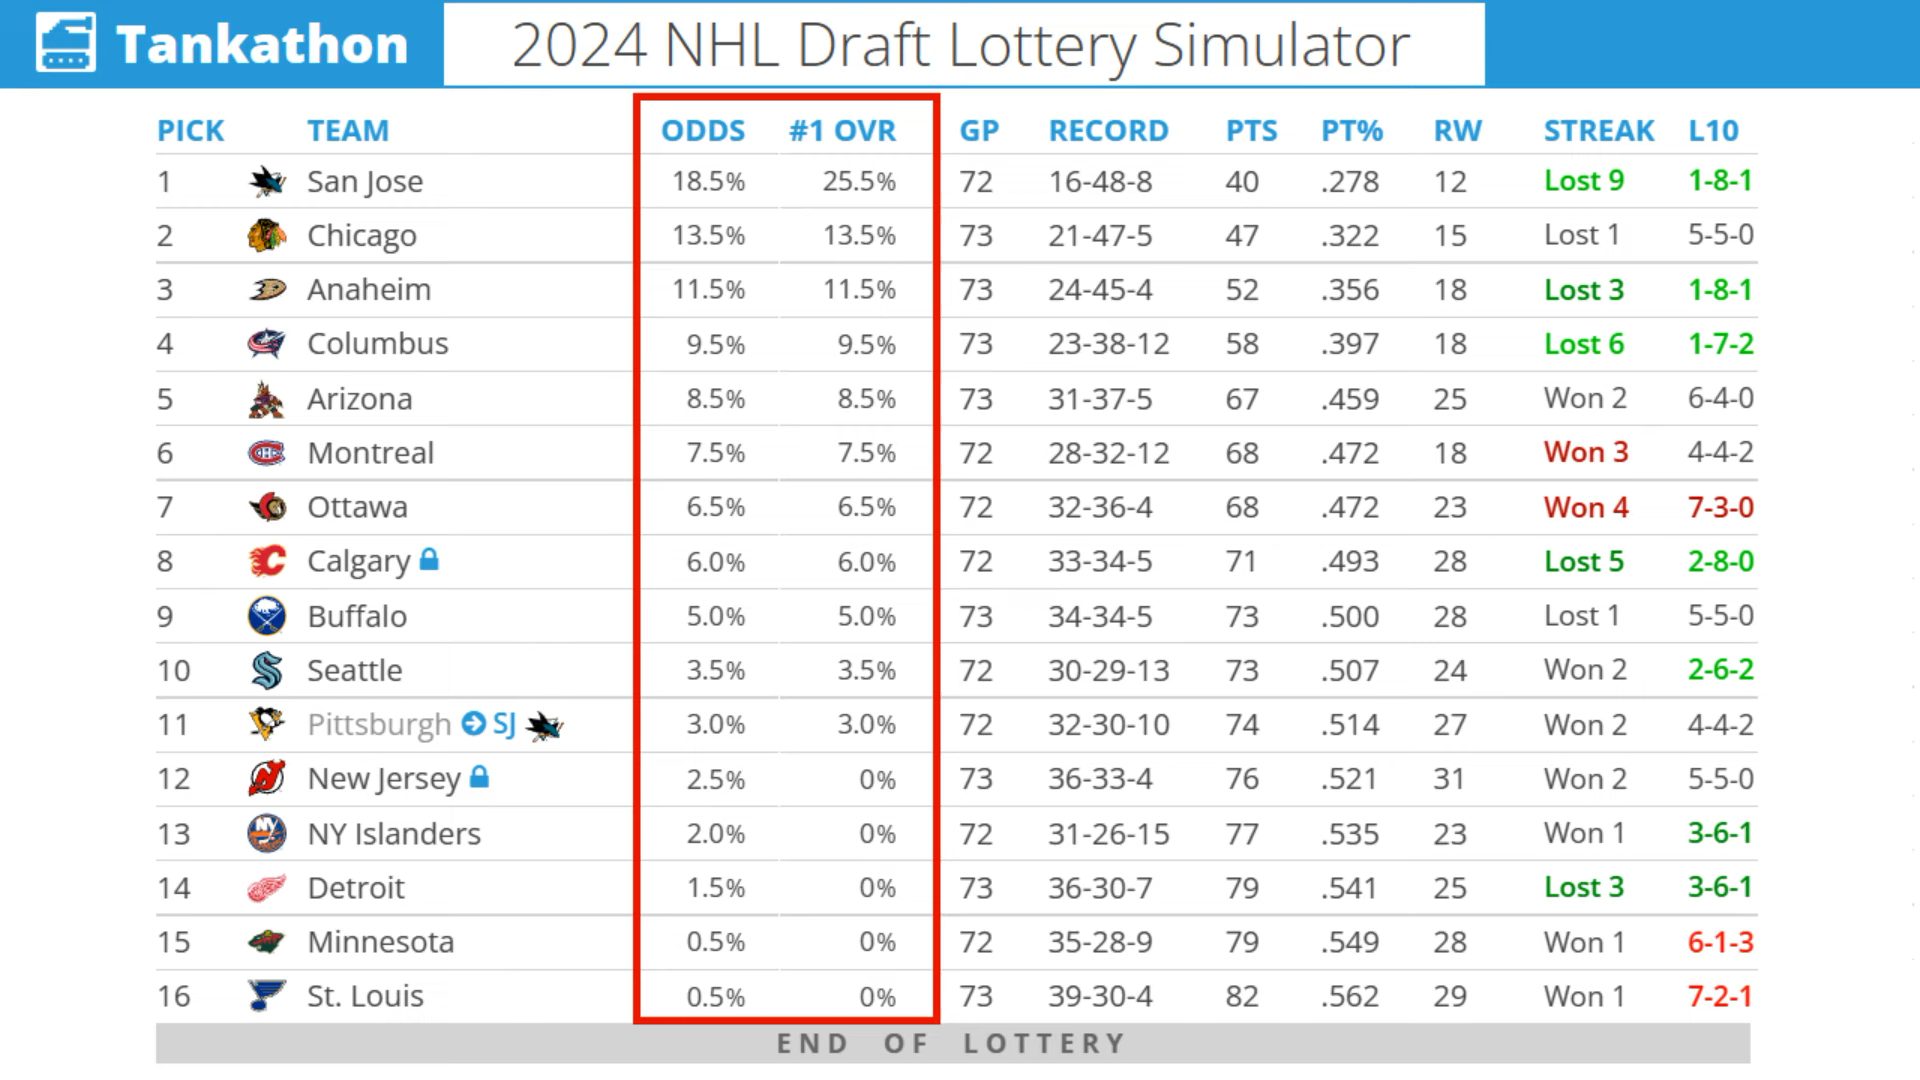 Tankathon 2024 NHL Draft Lottery Simulator
PICK TEAM ODDS #1 OVR GP RECORD PTS PT% RW STREAK L10
1 San Jose 18.5% 25.5% 72 16-48-8 40 .278 12 Lost 9 1-8-1
2 Chicago 13.5% 13.5% 73 21-47-5 47 .322 15 Lost 1 5-5-0
3 Anaheim 11.5% 11.5% 73 24-45-4 52 .356 18 Lost 3 1-8-1
4 Columbus 9.5% 9.5% 73 23-38-12 58 .397 18 Lost 6 1-7-2
5 Arizona 8.5% 8.5% 73 31-37-5 67 .459 25 Won 2 6-4-0
6 Montreal 7.5% 7.5% 72 28-32-12 68 .472 18 Won 3 4-4-2
7 Ottawa 6.5% 6.5% 72 32-36-4 68 .472 23 Won 4 7-3-0
8 Calgary 6.0% 6.0% 72 33-34-5 71 .493 28 Lost 5 2-8-0
9 Buffalo 5.0% 5.0% 73 34-34-5 73 .500 28 Lost 1 5-5-0
10 Seattle 3.5% 3.5% 72 30-29-13 73 .507 24 Won 2 2-6-2
11 Pittsburgh SJ 3.0% 3.0% 72 32-30-10 74 .514 27 Won 2 4-4-2
12 New Jersey 2.5% 0% 73 36-33-4 76 .521 31 Won 2 5-5-0
13 NY Islanders 2.0% 0% 72 31-26-15 77 .535 23 Won 1 3-6-1
14 Detroit 1.5% 0% 73 36-30-7 79 .541 25 Lost 3 3-6-1
15 Minnesota 0.5% 0% 72 35-28-9 79 .549 28 Won 1 6-1-3
16 St. Louis 0.5% 0% 73 39-30-4 82 .562 29 Won 1 7-2-1
END OF LOTTERY